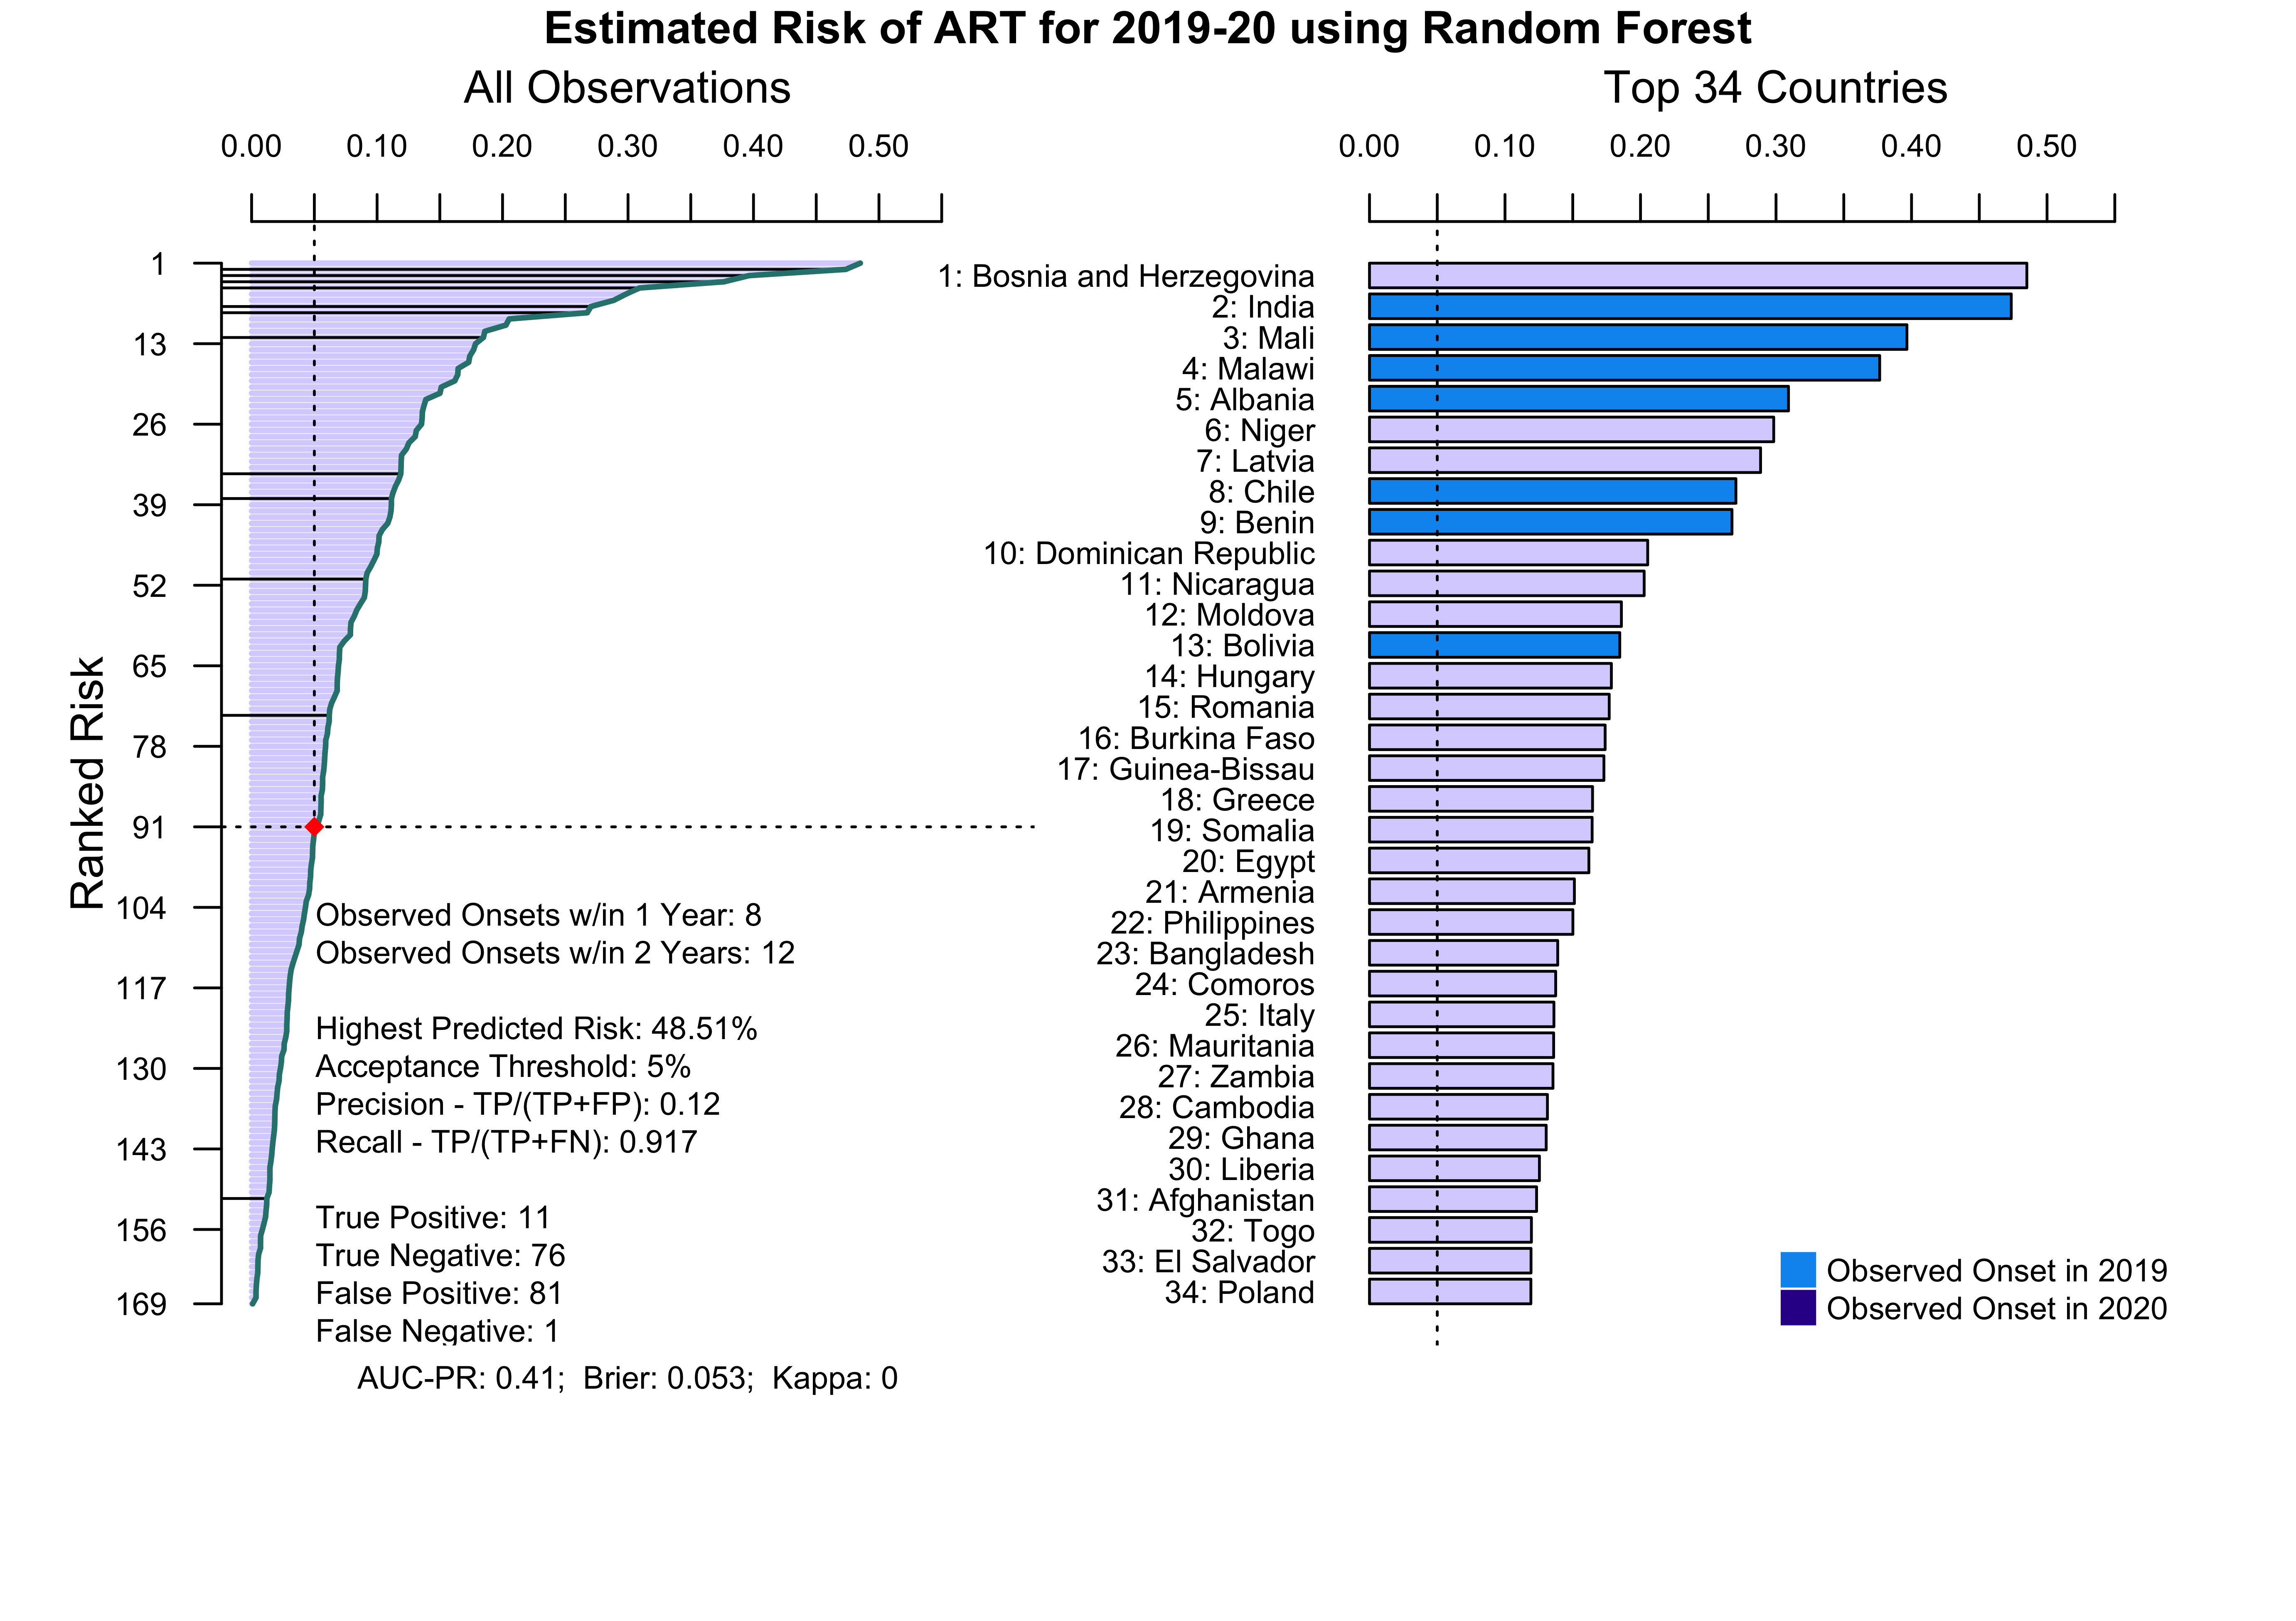 Estimated Risk of ART for 2019-20 using Random Forest
All Observations
0.00 0.10 0.20 0.30 0.40 0.50
Ranked Risk
1
13
26
39
52
65
78
91
104
117
130
143
156
169
Observed Onsets w/in 1 Year: 8
Observed Onsets w/in 2 Years: 12
Highest Predicted Risk: 48.51%
Acceptance Threshold: 5%
Precision - TP/(TP+FP): 0.12
Recall - TP/(TP+FN): 0.917
True Positive: 11
True Negative: 76
False Positive: 81
False Negative: 1
AUC-PR: 0.41; Brier: 0.053; Kappa: 0
Top 34 Countries
0.00 0.10 0.20 0.30 0.40 0.50
1: Bosnia and Herzegovina
2: India
3: Mali
4: Malawi
5: Albania
6: Niger
7: Latvia
8: Chile
9: Benin
10: Dominican Republic
11: Nicaragua
12: Moldova
13: Bolivia
14: Hungary
15: Romania
16: Burkina Faso
17: Guinea-Bissau
18: Greece
19: Somalia
20: Egypt
21: Armenia
22: Philippines
23: Bangladesh
24: Comoros
25: Italy
26: Mauritania
27: Zambia
28: Cambodia
29: Ghana
30: Liberia
31: Afghanistan
32: Togo
33: El Salvador
34: Poland
Observed Onset in 2019
Observed Onset in 2020